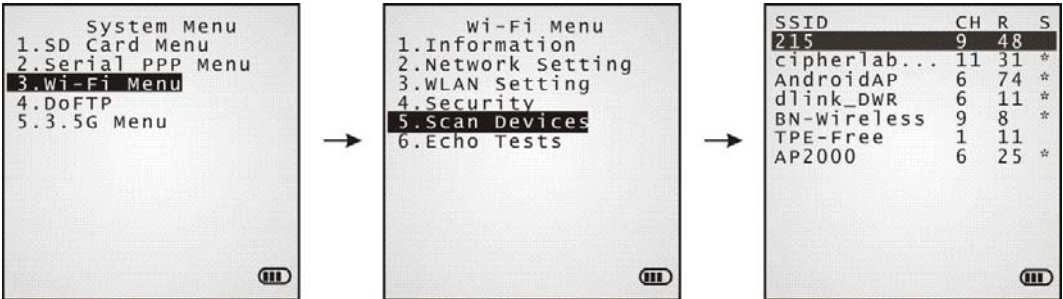 System Menu
1.SD Card Menu
2.Serial PPP Menu
3.Wi-Fi Menu
4.DoFTP
5.3.5G Menu
Wi-Fi Menu
1.Information
2.Network Setting
3.WLAN Setting
4.Security
5.Scan Devices
6.Echo Tests
SSID CH R S
215 9 48
cipherlab... 11 31 *
AndroidAP 6 74 *
dlink_DWR 6 11 *
BN-Wireless 9 8 *
TPE-Free 1 11
AP2000 6 25 *